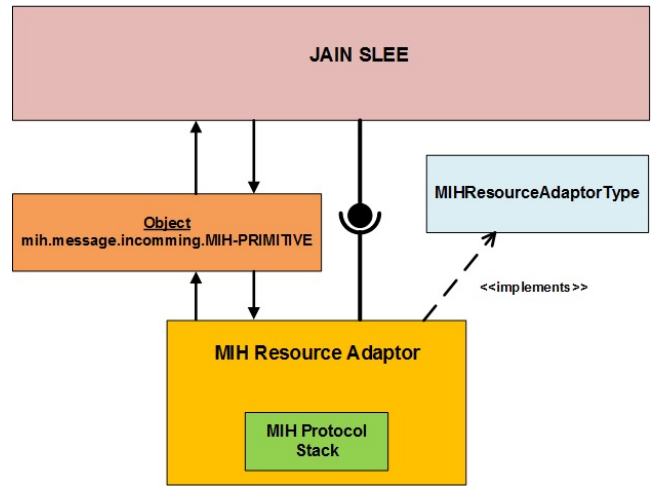 JAIN SLEE
MIHResourceAdaptorType
Object
mih.message.incomming.MIH-PRIMITIVE
<<implements>>
MIH Resource Adaptor
MIH Protocol
Stack